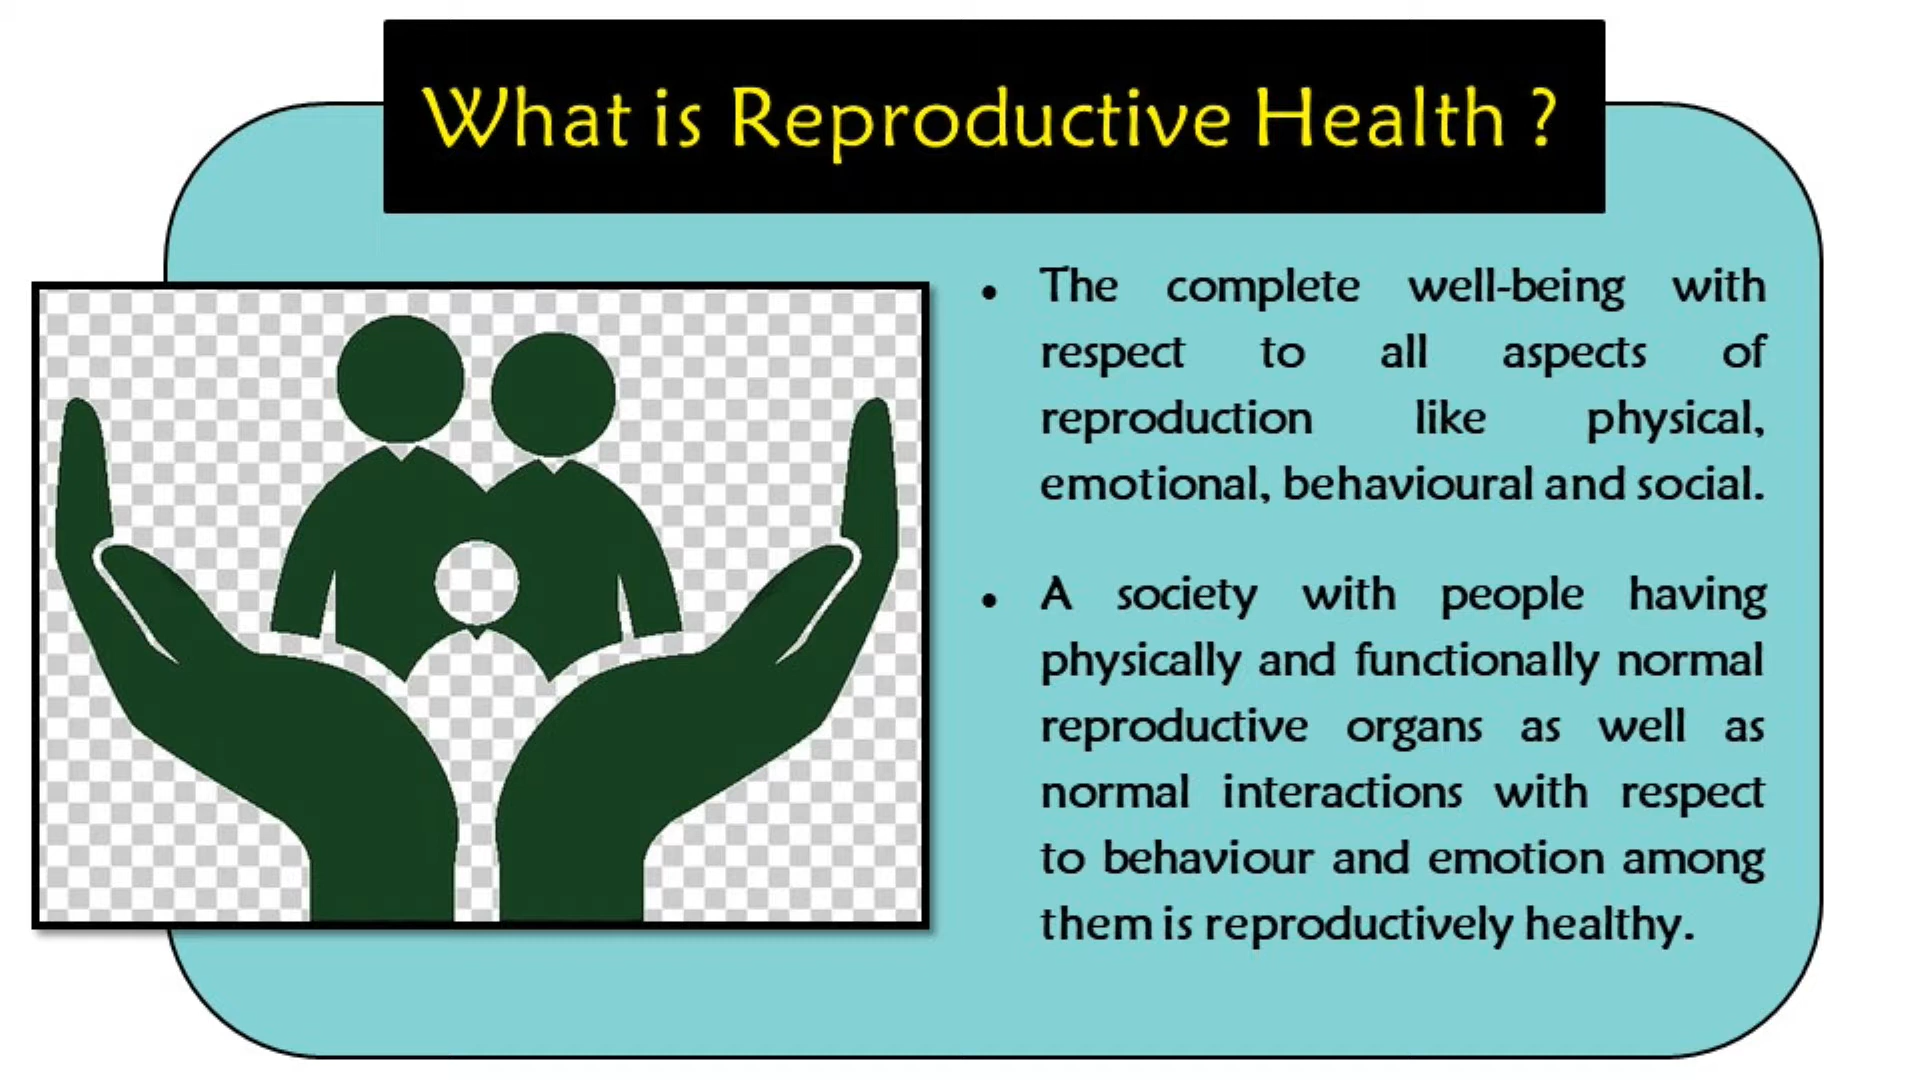 What is Reproductive Health ?
• The complete well-being with
respect to all aspects of
reproduction like physical,
emotional, behavioural and social.
• A society with people having
physically and functionally normal
reproductive organs as well as
normal interactions with respect
to behaviour and emotion among
them is reproductively healthy.